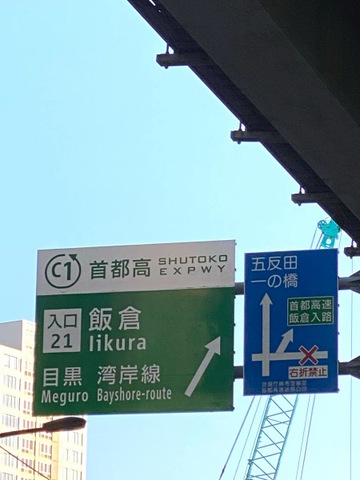 C1 首都高 SHUTOKO EXPWY
入口 21
飯倉
Iikura
目黒 湾岸線
Meguro Bayshore-route
五反田
一の橋
首都高速
飯倉入路
右折禁止